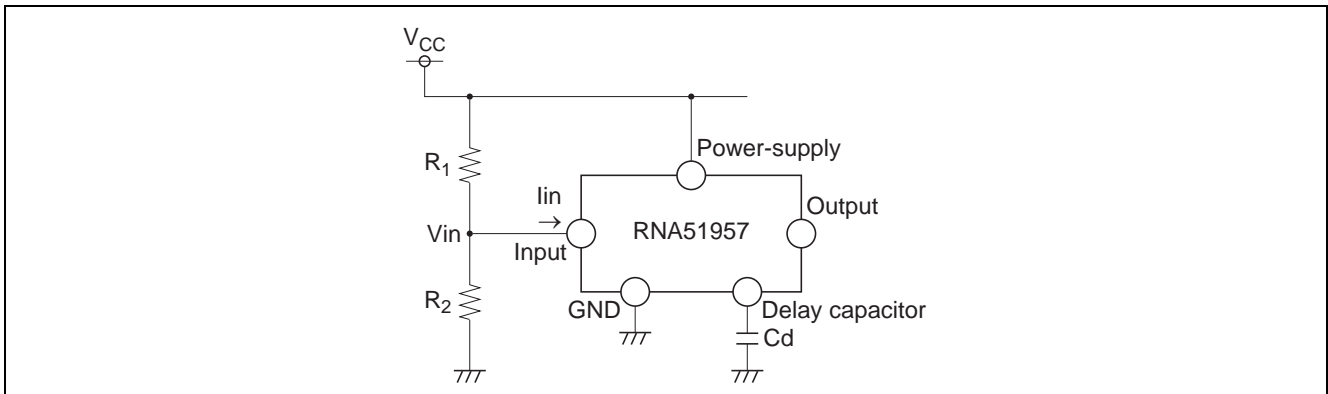 VCC
Power-supply
R1
Iin
→
Output
Vin
Input
RNA51957
R2
GND
Delay capacitor
Cd